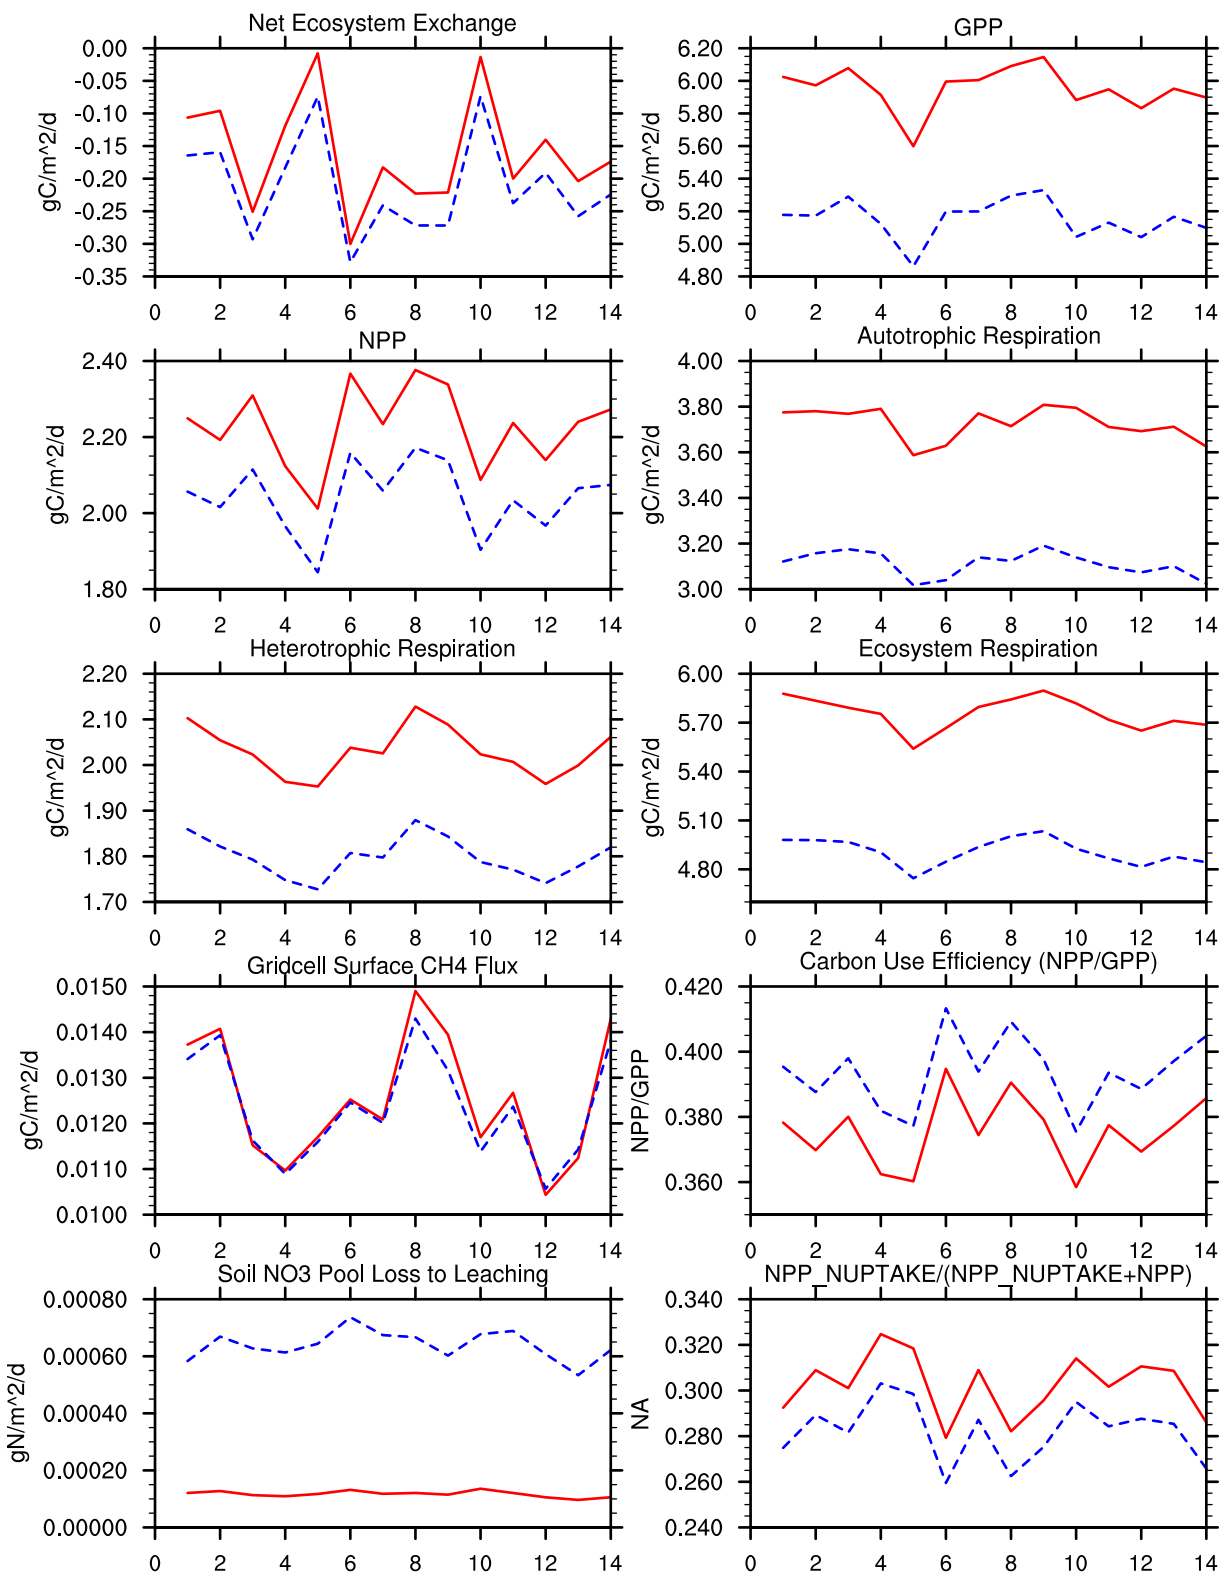 Net Ecosystem Exchange
gC/m^2/d
0.00
-0.05
-0.10
-0.15
-0.20
-0.25
-0.30
-0.35
0 2 4 6 8 10 12 14
GPP
gC/m^2/d
6.20
6.00
5.80
5.60
5.40
5.20
5.00
4.80
0 2 4 6 8 10 12 14
NPP
gC/m^2/d
2.40
2.20
2.00
1.80
0 2 4 6 8 10 12 14
Autotrophic Respiration
gC/m^2/d
4.00
3.80
3.60
3.40
3.20
3.00
0 2 4 6 8 10 12 14
Heterotrophic Respiration
gC/m^2/d
2.20
2.10
2.00
1.90
1.80
1.70
0 2 4 6 8 10 12 14
Ecosystem Respiration
gC/m^2/d
6.00
5.70
5.40
5.10
4.80
0 2 4 6 8 10 12 14
Gridcell Surface CH4 Flux
gC/m^2/d
0.0150
0.0140
0.0130
0.0120
0.0110
0.0100
0 2 4 6 8 10 12 14
Carbon Use Efficiency (NPP/GPP)
NPP/GPP
0.420
0.400
0.380
0.360
0 2 4 6 8 10 12 14
Soil NO3 Pool Loss to Leaching
gN/m^2/d
0.00080
0.00060
0.00040
0.00020
0.00000
0 2 4 6 8 10 12 14
NPP_NUPTAKE/(NPP_NUPTAKE+NPP)
NA
0.340
0.320
0.300
0.280
0.260
0.240
0 2 4 6 8 10 12 14